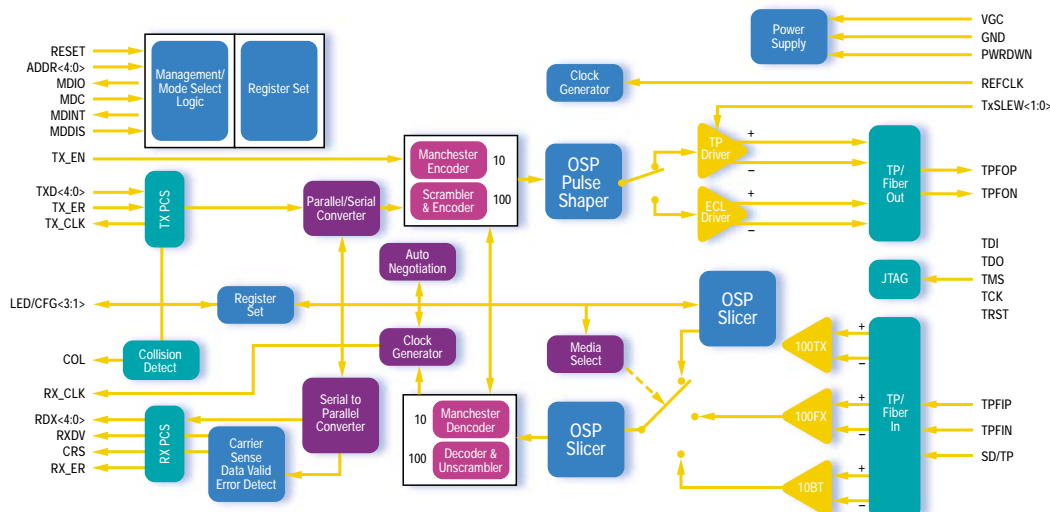 RESET
ADDR<4:0>
MDIO
MDC
MDINT
MDDIS
Management/
Mode Select
Logic
Register Set
Power
Supply
VGC
GND
PWRDWN
Clock
Generator
REFCLK
TxSLEW<1:0>
TX_EN
TXD<4:0>
TX_ER
TX_CLK
TX PCS
Parallel/Serial
Converter
Manchester
Encoder
10
Scrambler
& Encoder
100
OSP
Pulse
Shaper
TP
Driver
+
−
ECL
Driver
+
−
TP/
Fiber
Out
TPFOP
TPFON
Auto
Negotiation
LED/CFG<3:1>
Register
Set
Clock
Generator
Media
Select
OSP
Slicer
JTAG
TDI
TDO
TMS
TCK
TRST
COL
Collision
Detect
RX_CLK
RDX<4:0>
RXDV
CRS
RX_ER
RX PCS
Carrier
Sense
Data Valid
Error Detect
Serial to
Parallel
Converter
10
Manchester
Dencoder
100
Decoder &
Unscrambler
OSP
Slicer
100TX
+
−
100FX
+
−
10BT
+
−
TP/
Fiber
In
TPFIP
TPFIN
SD/TP